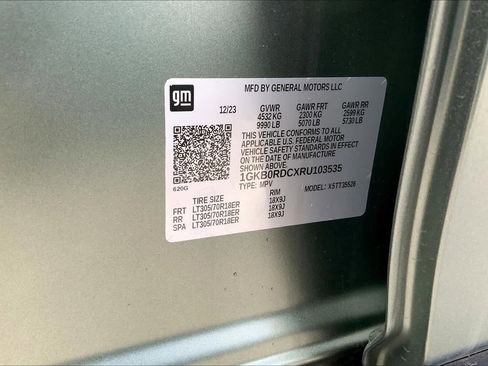 gm
MFD BY GENERAL MOTORS LLC
12/23 GVWR GAWR FRT GAWR RR
4532 KG 2300 KG 2599 KG
9990 LB 5070 LB 5730 LB
THIS VEHICLE CONFORMS TO ALL
APPLICABLE U.S. FEDERAL MOTOR
VEHICLE SAFETY STANDARDS IN EFFECT
ON THE DATE OF MANUFACTURE
SHOWN ABOVE.
1GKB0RDCXRU103535
620G TYPE: MPV MODEL: X5TT35526
TIRE SIZE RIM
FRT LT305/70R18ER 18X9J
RR LT305/70R18ER 18X9J
SPA LT305/70R18ER 18X9J